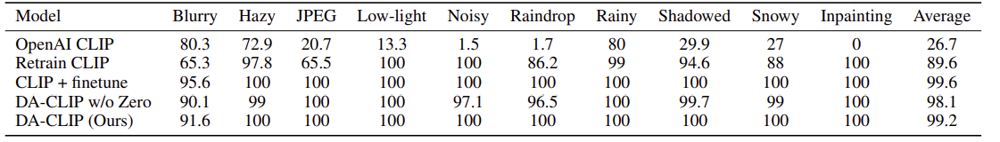 Model Blurry Hazy JPEG Low-light Noisy Raindrop Rainy Shadowed Snowy Inpainting Average
OpenAI CLIP 80.3 72.9 20.7 13.3 1.5 1.7 80 29.9 27 0 26.7
Retrain CLIP 65.3 97.8 65.5 100 100 86.2 99 94.6 88 100 89.6
CLIP + finetune 95.6 100 100 100 100 100 100 100 100 100 99.6
DA-CLIP w/o Zero 90.1 99 100 100 97.1 96.5 100 99.7 99 100 98.1
DA-CLIP (Ours) 91.6 100 100 100 100 100 100 100 100 100 99.2